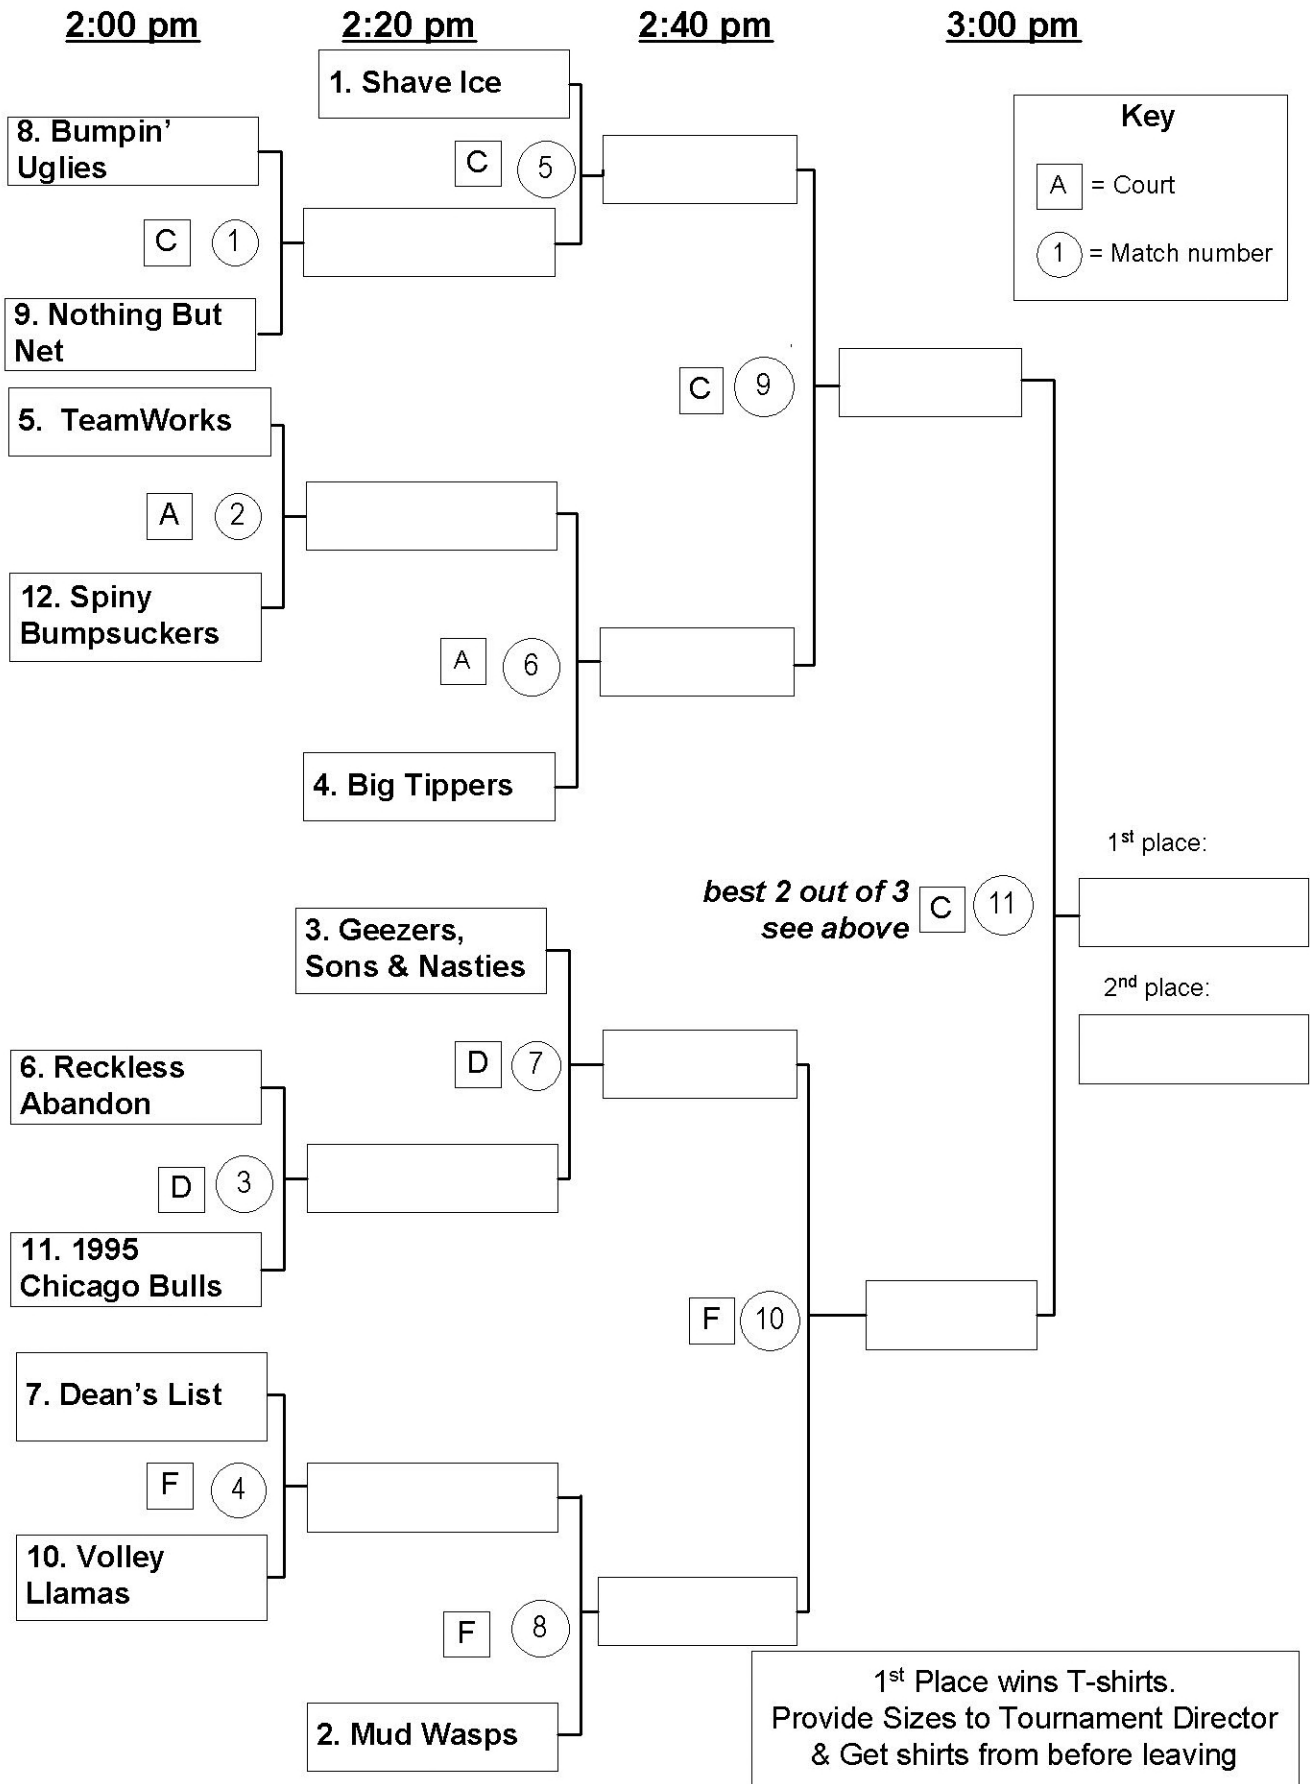 2:00 pm
2:20 pm
2:40 pm
3:00 pm
1. Shave Ice
Key
A = Court
1 = Match number
8. Bumpin’
Uglies
C 5
C 1
9. Nothing But
Net
C 9
5.  TeamWorks
A 2
12. Spiny
Bumpsuckers
A 6
4. Big Tippers
1st place:
best 2 out of 3
see above
C 11
2nd place:
3. Geezers,
Sons & Nasties
D 7
6. Reckless
Abandon
D 3
11. 1995
Chicago Bulls
F 10
7. Dean’s List
F 4
10. Volley
Llamas
F 8
2. Mud Wasps
1st Place wins T-shirts.
Provide Sizes to Tournament Director
& Get shirts from before leaving